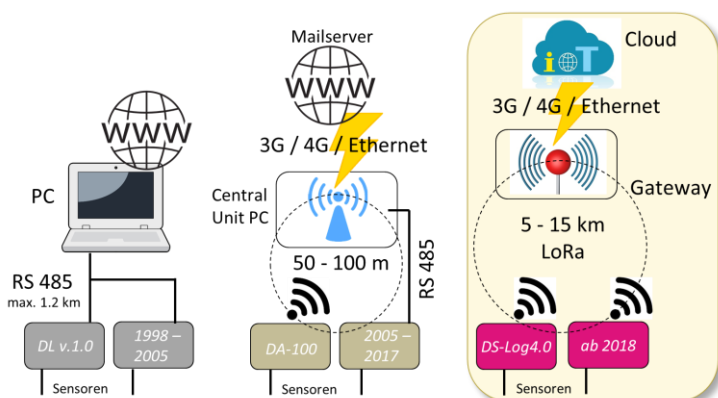 WWW
PC
RS 485
max. 1.2 km
DL v.1.0
1998 –
2005
Sensoren
Mailserver
WWW
3G / 4G / Ethernet
Central
Unit PC
50 - 100 m
RS 485
DA-100
2005 –
2017
Sensoren
Cloud
ioT
3G / 4G / Ethernet
Gateway
5 - 15 km
LoRa
DS-Log4.0
ab 2018
Sensoren